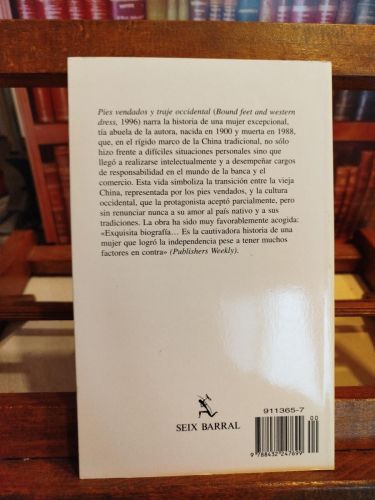 Pies vendados y traje occidental (Bound feet and western
dress, 1996) narra la historia de una mujer excepcional,
tía abuela de la autora, nacida en 1900 y muerta en 1988,
que, en el rígido marco de la China tradicional, no sólo
hizo frente a difíciles situaciones personales sino que
llegó a realizarse intelectualmente y a desempeñar cargos
de responsabilidad en el mundo de la banca y el
comercio. Esta vida simboliza la transición entre la vieja
China, representada por los pies vendados, y la cultura
occidental, que la protagonista aceptó parcialmente, pero
sin renunciar nunca a su amor al país nativo y a sus
tradiciones. La obra ha sido muy favorablemente acogida:
«Exquisita biografía… Es la cautivadora historia de una
mujer que logró la independencia pese a tener muchos
factores en contra» (Publishers Weekly).
SEIX BARRAL
911365-7
00
9 788432 247699